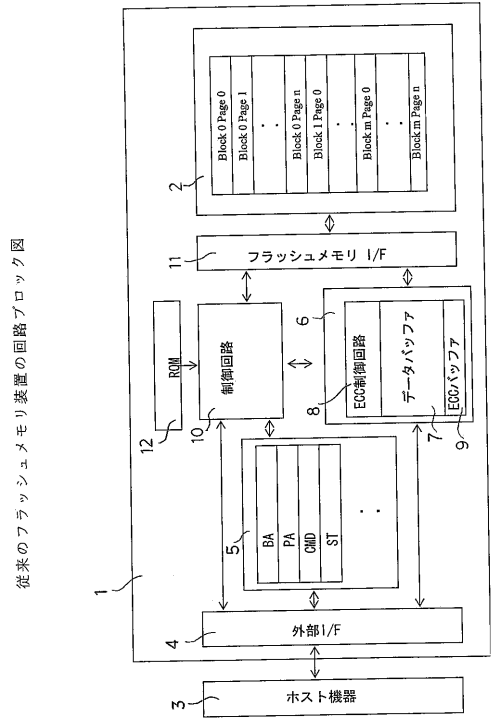 従来のフラッシュメモリ装置の回路ブロック図
1
3
ホスト機器
4
外部I/F
5
BA
PA
CMD
ST
・
・
12
ROM
10
制御回路
6
8
ECC制御回路
データバッファ
7
ECCバッファ
9
11
フラッシュメモリ I/F
2
Block 0 Page 0
Block 0 Page 1
・
・
Block 0 Page n
Block 1 Page 0
・
・
Block m Page 0
・
・
Block m Page n